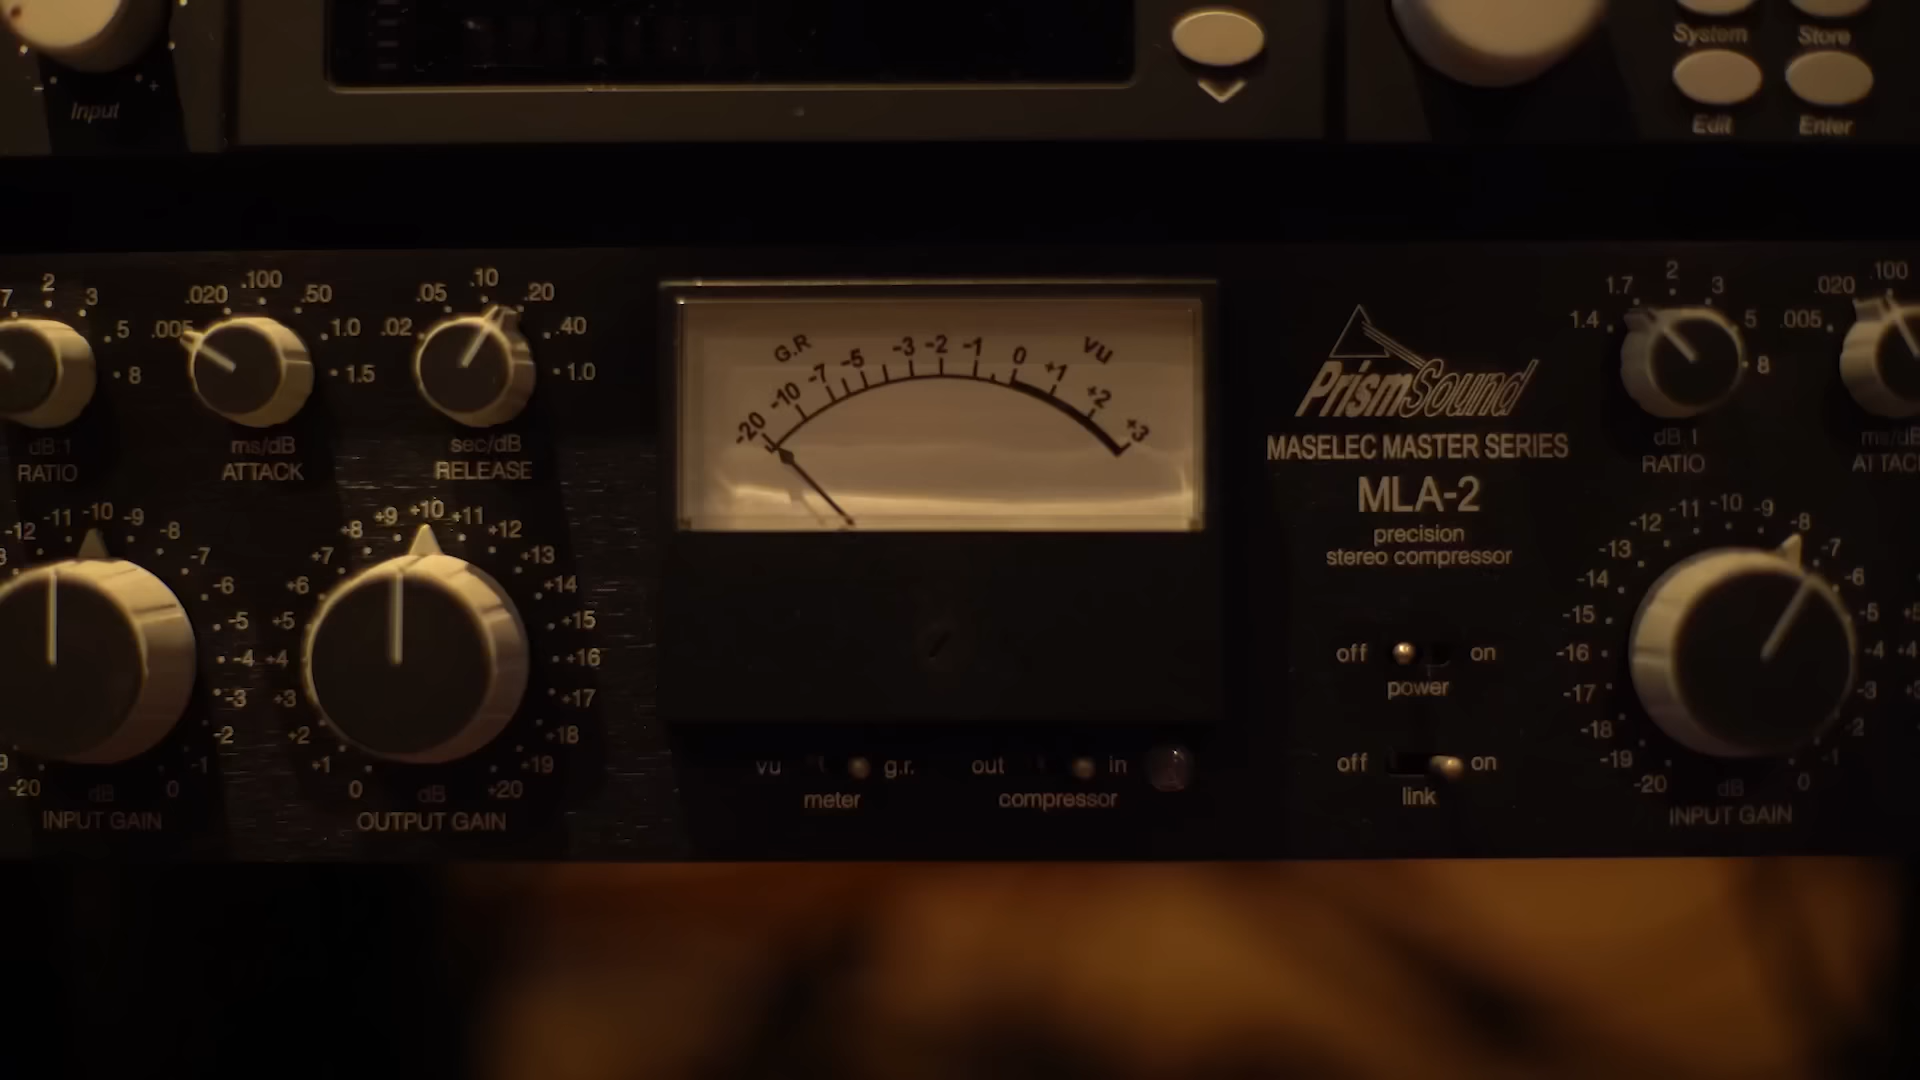 Input
System
Store
Edit
Enter
7 2 3 5 8
dB:1
RATIO
.005 .020 .100 .50 1.0 1.5
ms/dB
ATTACK
.02 .05 .10 .20 .40 1.0
sec/dB
RELEASE
G.R
VU
-20 -10 -7 -5 -3 -2 -1 0 +1 +2 +3
PrismSound
MASELEC MASTER SERIES
MLA-2
precision
stereo compressor
1.4 1.7 2 3 5 8
dB:1
RATIO
.005 .020 .100
ms/dB
ATTACK
-20 -12 -11 -10 -9 -8 -7 -6 -5 -4 -3 -2 -1 0
dB
INPUT GAIN
0 +1 +2 +3 +4 +5 +6 +7 +8 +9 +10 +11 +12 +13 +14 +15 +16 +17 +18 +19 +20
dB
OUTPUT GAIN
vu g.r.
meter
out in
compressor
off on
power
off on
link
-20 -19 -18 -17 -16 -15 -14 -13 -12 -11 -10 -9 -8 -7 -6 -5 -4 -3 -2 -1 0
dB
INPUT GAIN